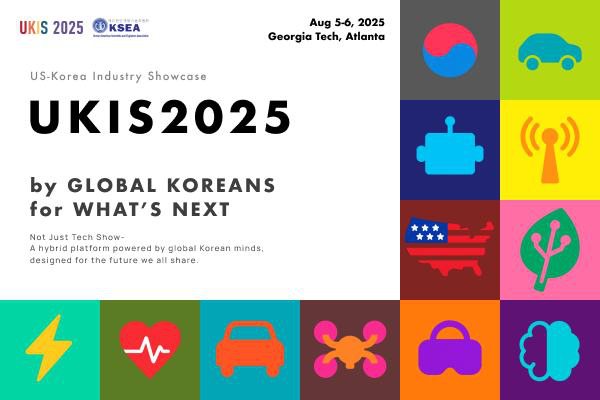 UKIS 2025
KSEA
Aug 5-6, 2025
Georgia Tech, Atlanta
US-Korea Industry Showcase
UKIS2025
by GLOBAL KOREANS
for WHAT'S NEXT
Not Just Tech Show-
A hybrid platform powered by global Korean minds,
designed for the future we all share.